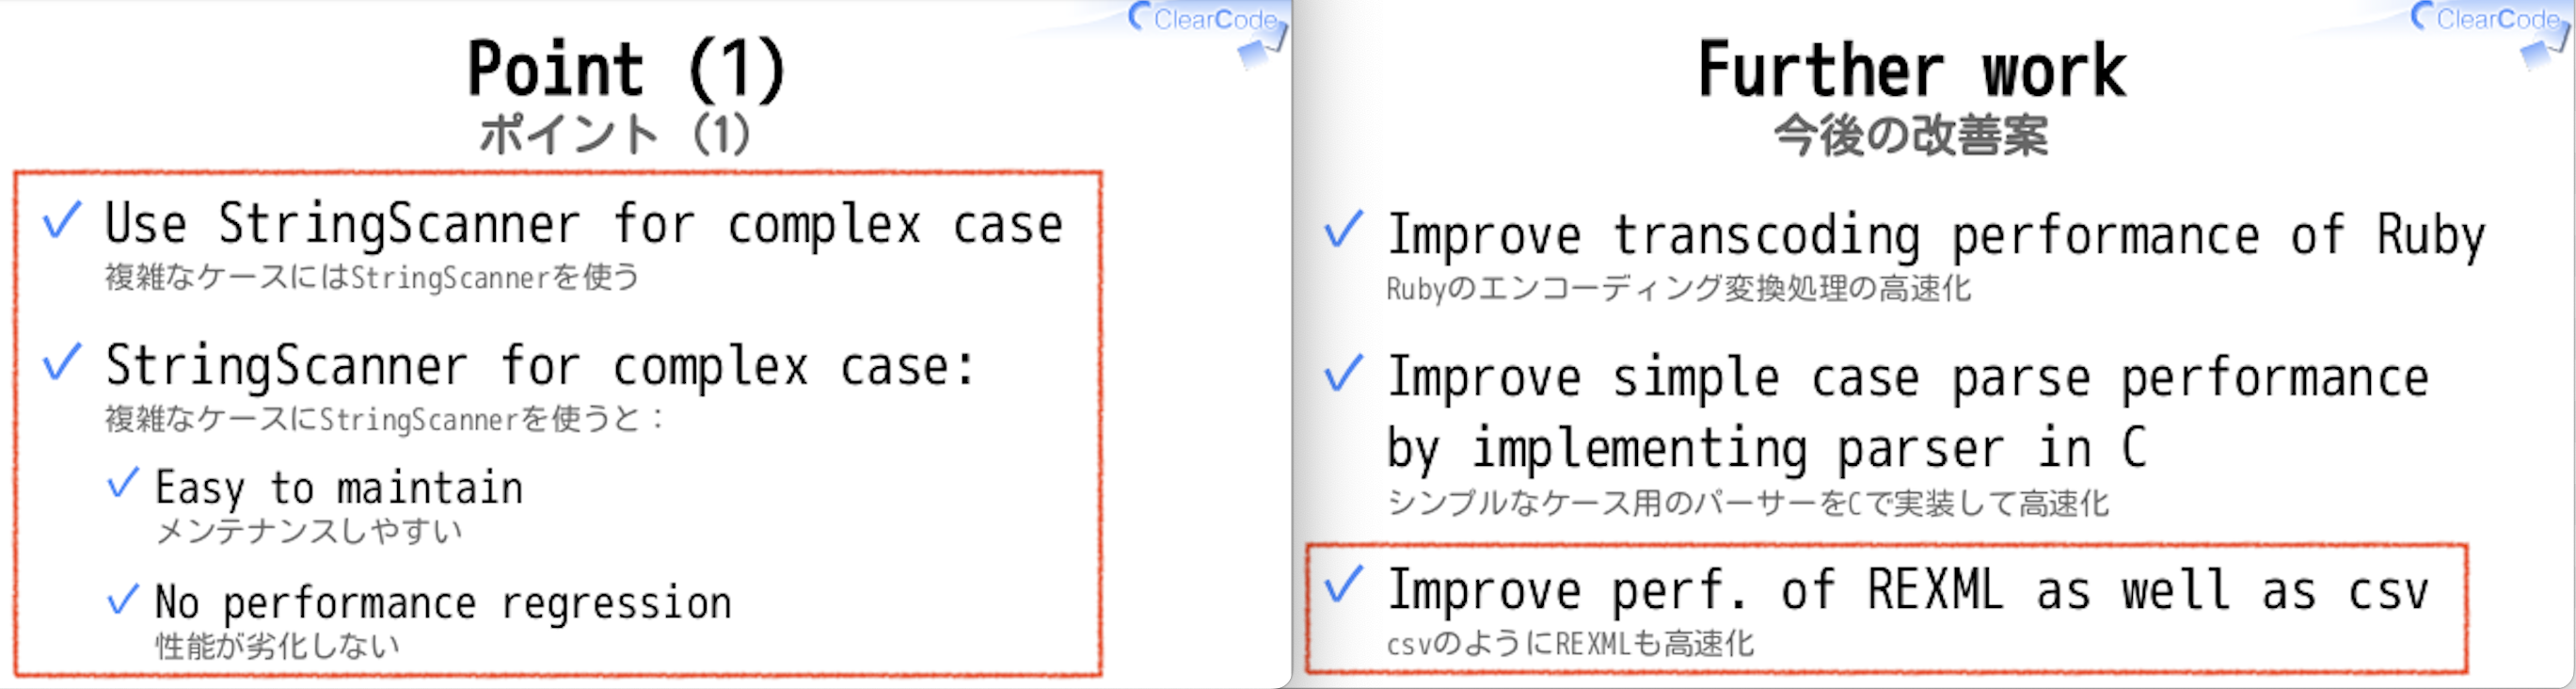 ClearCode
Point (1)
ポイント (1)
Use StringScanner for complex case
複雑なケースにはStringScannerを使う
StringScanner for complex case:
複雑なケースにStringScannerを使うと：
Easy to maintain
メンテナンスしやすい
No performance regression
性能が劣化しない
ClearCode
Further work
今後の改善案
Improve transcoding performance of Ruby
Rubyのエンコーディング変換処理の高速化
Improve simple case parse performance
by implementing parser in C
シンプルなケース用のパーサーをCで実装して高速化
Improve perf. of REXML as well as csv
csvのようにREXMLも高速化